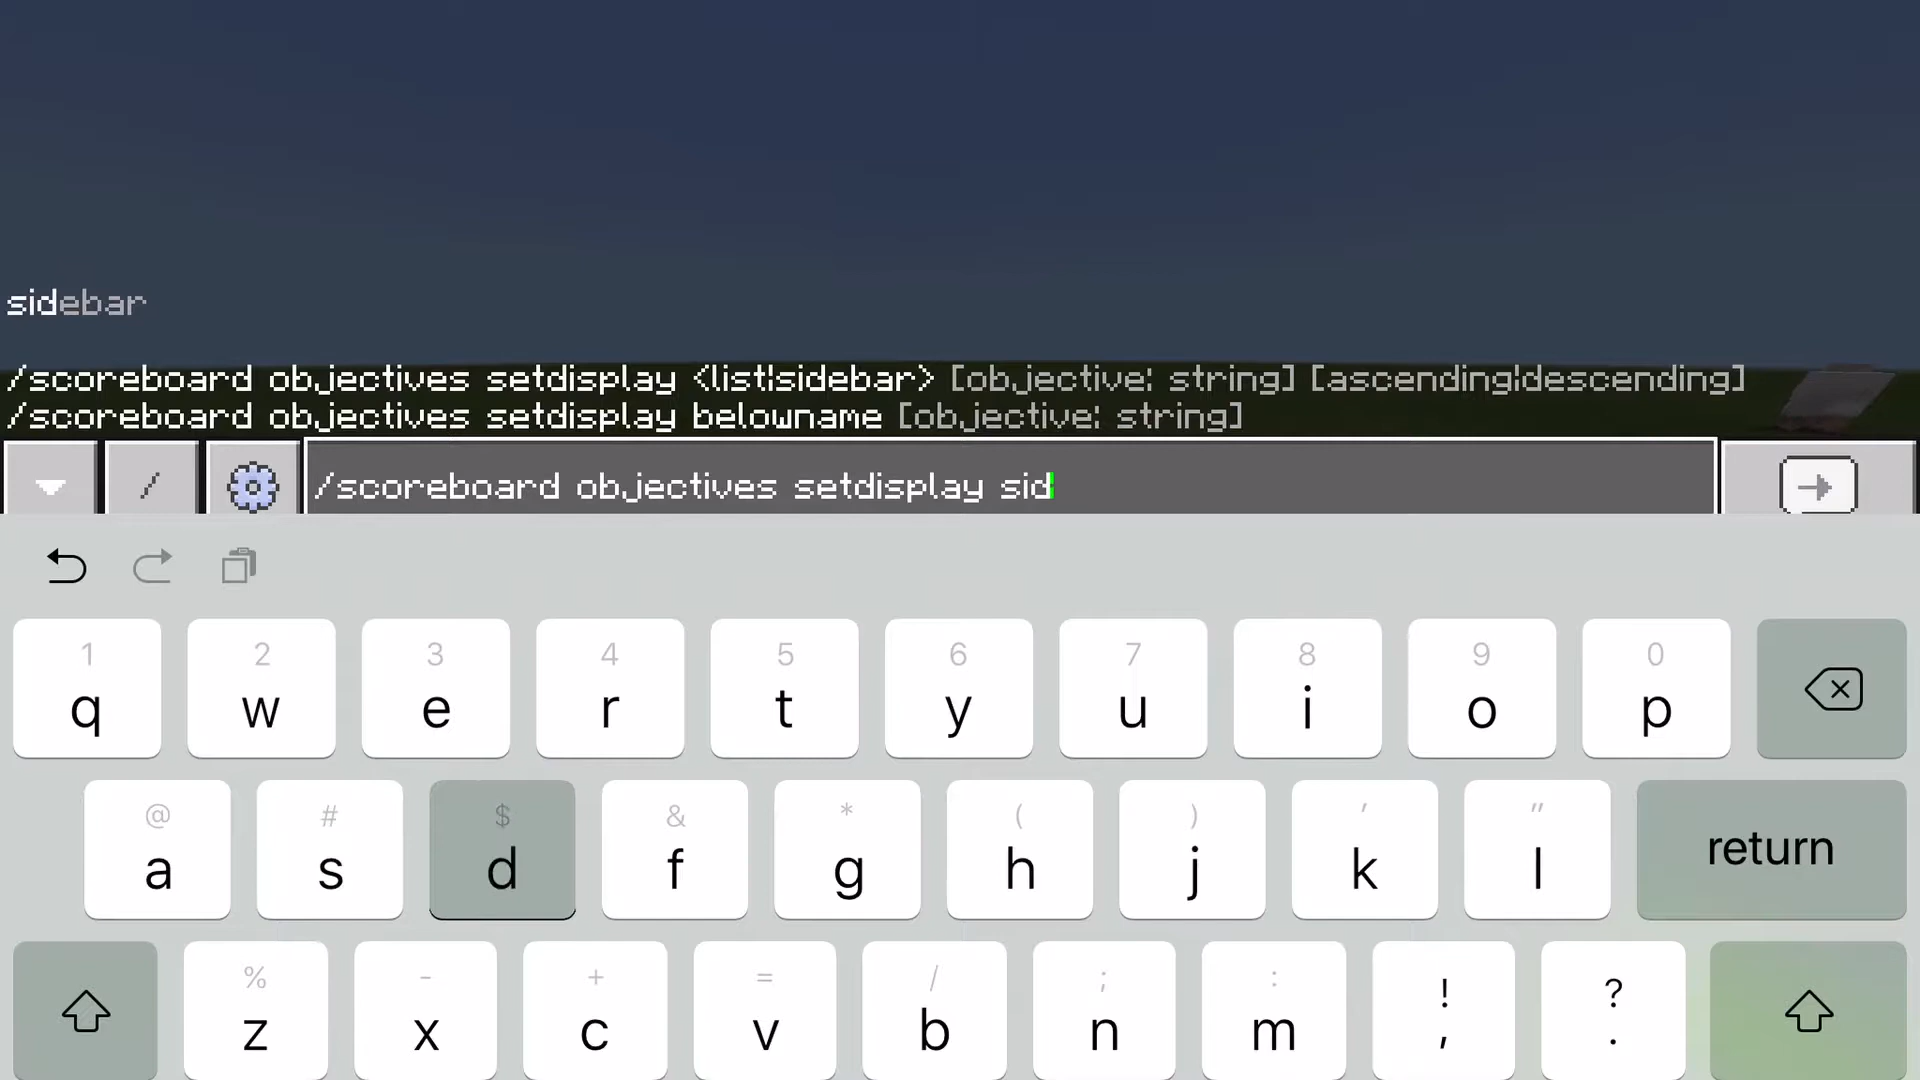 sidebar
/scoreboard objectives setdisplay <list|sidebar> [objective: string] [ascending|descending]
/scoreboard objectives setdisplay belowname [objective: string]
/ /scoreboard objectives setdisplay sid
1 2 3 4 5 6 7 8 9 0
q w e r t y u i o p
@ # $ & * ( ) ' "
a s d f g h j k l return
% - + = / ; : ! ?
z x c v b n m , .